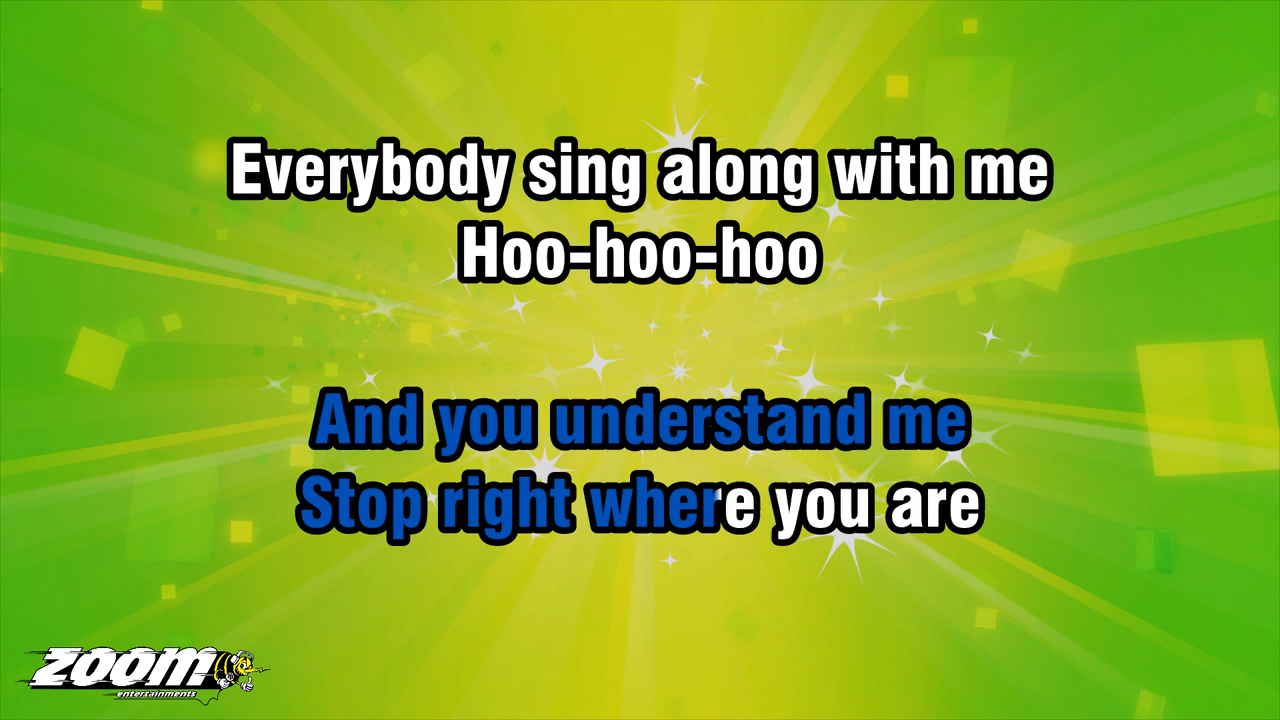 Everybody sing along with me
Hoo-hoo-hoo
And you understand me
Stop right where you are
ZOOM
entertainments